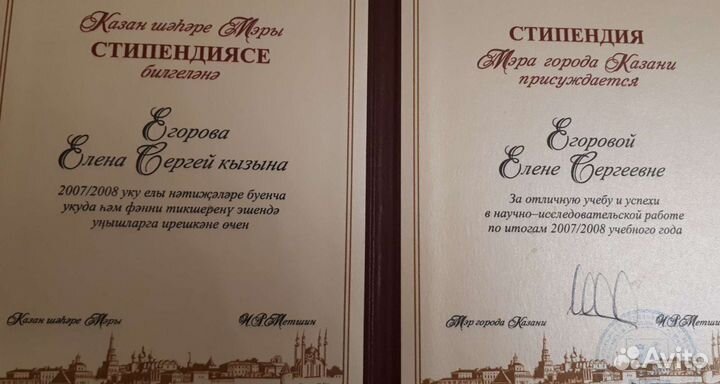 Казан шәһәре Мэры
СТИПЕНДИЯСЕ
билгеләнә
Егорова
Елена Сергей кызына
2007/2008 уку елы нәтиҗәләре буенча
укуда һәм фәнни тикшеренү эшендә
уңышларга ирешкәне өчен
Казан шәһәре Мэры
И.Р.Метшин
СТИПЕНДИЯ
Мэра города Казани
присуждается
Егоровой
Елене Сергеевне
За отличную учебу и успехи
в научно-исследовательской работе
по итогам 2007/2008 учебного года
Мэр города Казани
И.Р.Метшин
Avito